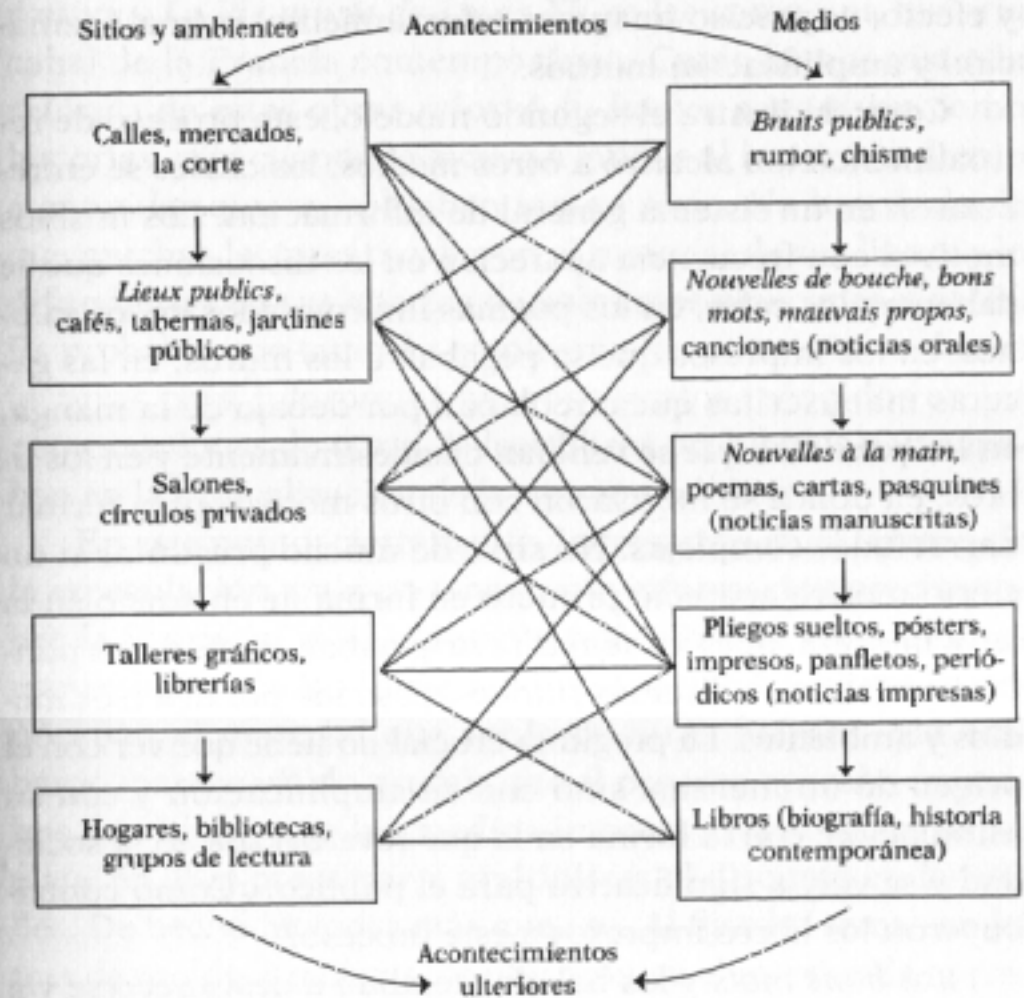 Sitios y ambientes
Acontecimientos
Medios
Calles, mercados,
la corte
Bruits publics,
rumor, chisme
Lieux publics,
cafés, tabernas, jardines
públicos
Nouvelles de bouche, bons
mots, mauvais propos,
canciones (noticias orales)
Salones,
círculos privados
Nouvelles à la main,
poemas, cartas, pasquines
(noticias manuscritas)
Talleres gráficos,
librerías
Pliegos sueltos, pósters,
impresos, panfletos, perió-
dicos (noticias impresas)
Hogares, bibliotecas,
grupos de lectura
Libros (biografía, historia
contemporánea)
Acontecimientos
ulteriores